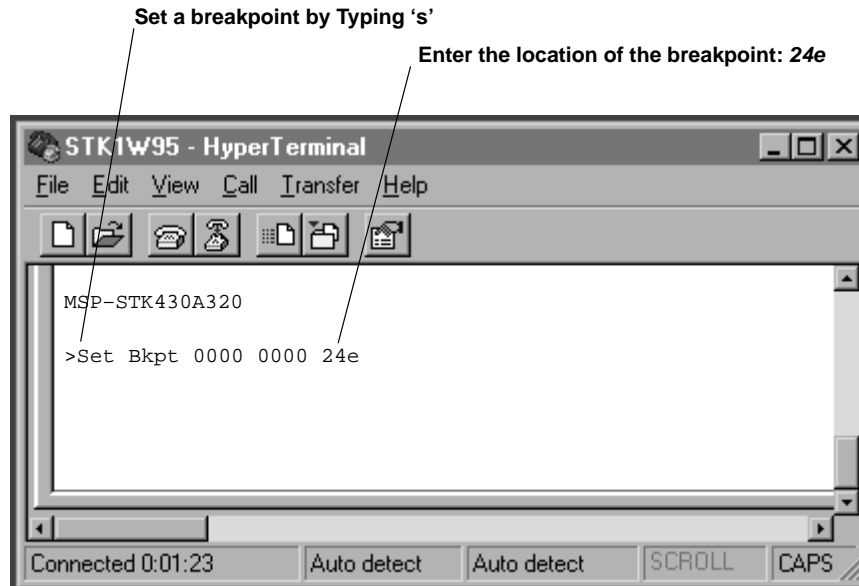 Set a breakpoint by Typing ‘s’
Enter the location of the breakpoint: 24e
STK1W95 - HyperTerminal
File Edit View Call Transfer Help
MSP–STK430A320
>Set Bkpt 0000 0000 24e
Connected 0:01:23 Auto detect Auto detect SCROLL CAPS